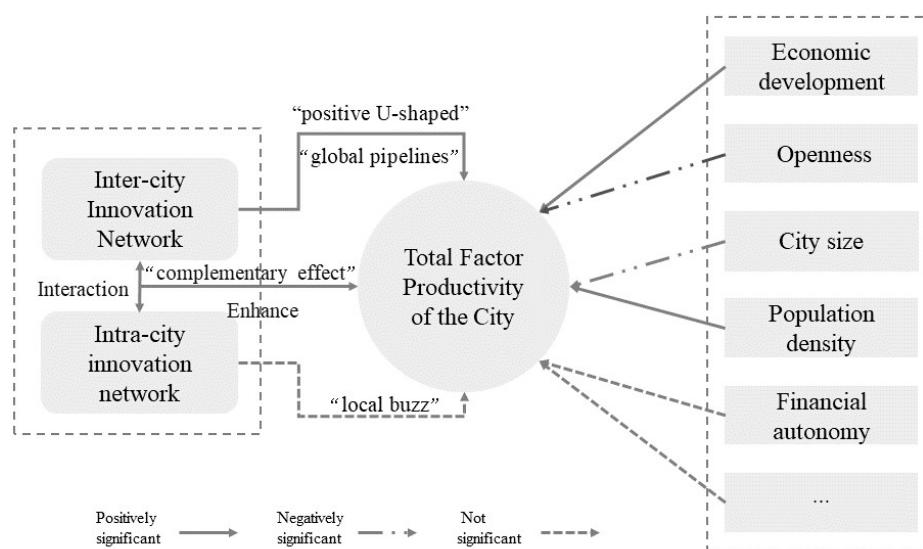 “positive U-shaped”
“global pipelines”
Inter-city
Innovation
Network
Interaction
“complementary effect”
Enhance
Intra-city
innovation
network
“local buzz”
Total Factor
Productivity
of the City
Economic
development
Openness
City size
Population
density
Financial
autonomy
...
Positively
significant
Negatively
significant
Not
significant